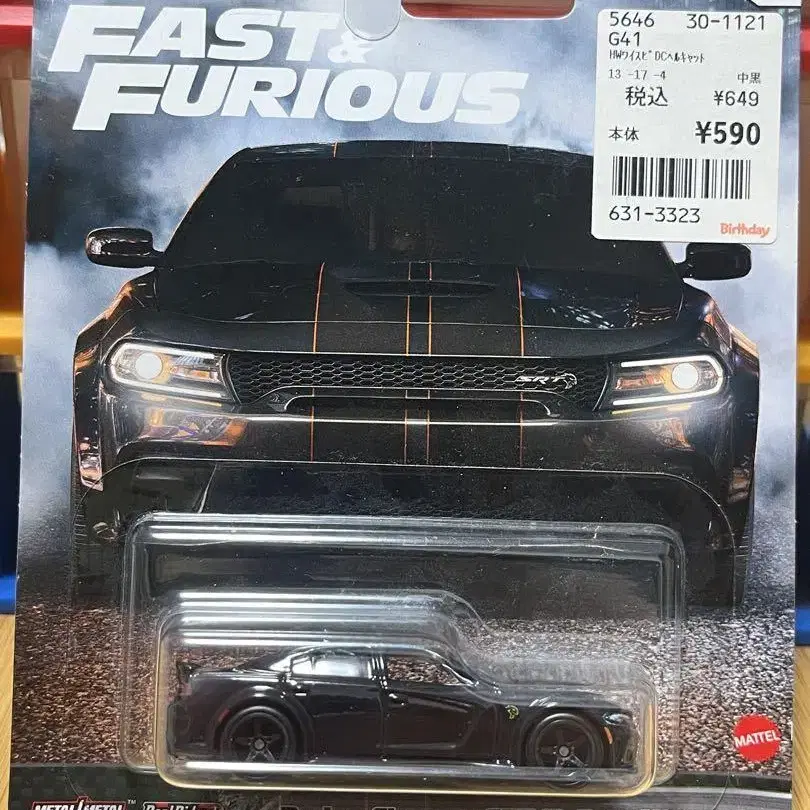 FAST & FURIOUS
5646 30-1121
G41
HWワイスピ DCヘルキャット
13 -17 -4 中黒
税込 ¥649
本体 ¥590
631-3323
Birthday
SRT
MATTEL
METAL/METAL™